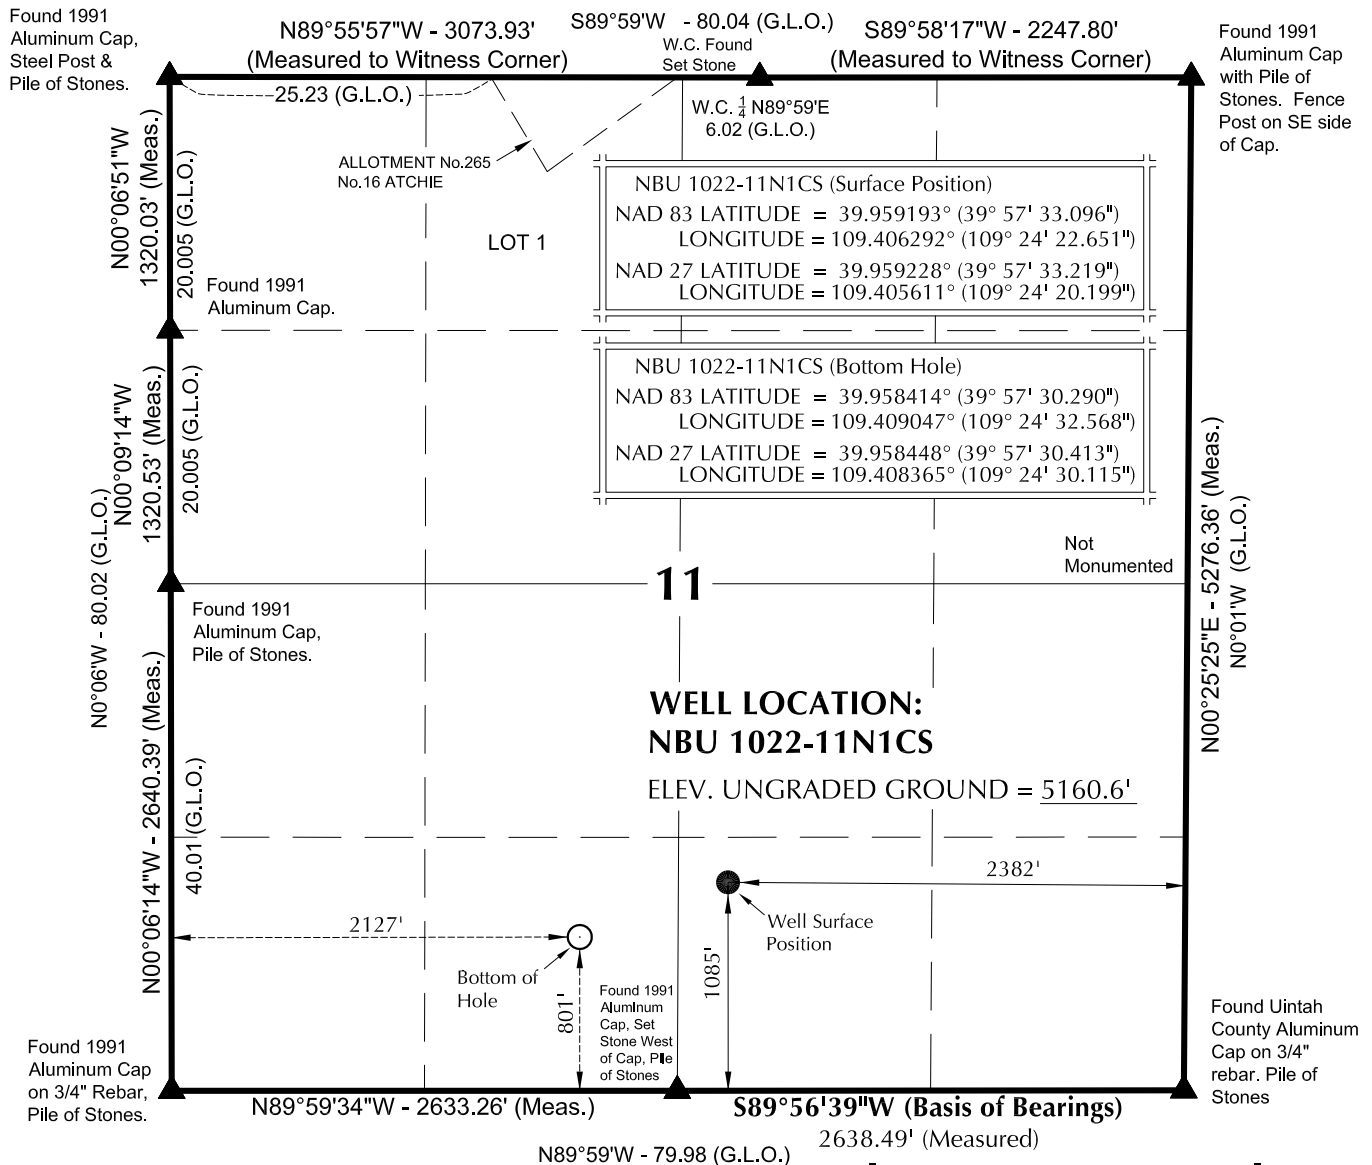 Found 1991
Aluminum Cap,
Steel Post &
Pile of Stones.
N89°55'57"W - 3073.93'
(Measured to Witness Corner)
S89°59'W - 80.04 (G.L.O.)
W.C. Found
Set Stone
S89°58'17"W - 2247.80'
(Measured to Witness Corner)
Found 1991
Aluminum Cap
with Pile of
Stones. Fence
Post on SE side
of Cap.
25.23 (G.L.O.)
W.C. 1/4 N89°59'E
6.02 (G.L.O.)
ALLOTMENT No.265
No.16 ATCHIE
LOT 1
N00°06'51"W
1320.03' (Meas.)
20.005 (G.L.O.)
NBU 1022-11N1CS (Surface Position)
NAD 83 LATITUDE = 39.959193° (39° 57' 33.096")
LONGITUDE = 109.406292° (109° 24' 22.651")
NAD 27 LATITUDE = 39.959228° (39° 57' 33.219")
LONGITUDE = 109.405611° (109° 24' 20.199")
Found 1991
Aluminum Cap.
NBU 1022-11N1CS (Bottom Hole)
NAD 83 LATITUDE = 39.958414° (39° 57' 30.290")
LONGITUDE = 109.409047° (109° 24' 32.568")
NAD 27 LATITUDE = 39.958448° (39° 57' 30.413")
LONGITUDE = 109.408365° (109° 24' 30.115")
N00°09'14"W
1320.53' (Meas.)
20.005 (G.L.O.)
N0°06'W - 80.02 (G.L.O.)
Not
Monumented
N00°25'25"E - 5276.36' (Meas.)
N0°01'W (G.L.O.)
11
Found 1991
Aluminum Cap,
Pile of Stones.
WELL LOCATION:
NBU 1022-11N1CS
ELEV. UNGRADED GROUND = 5160.6'
N00°06'14"W - 2640.39' (Meas.)
40.01 (G.L.O.)
2382'
Well Surface
Position
1085'
2127'
Bottom of
Hole
801'
Found 1991
Aluminum
Cap, Set
Stone West
of Cap, Pile
of Stones
Found Uintah
County Aluminum
Cap on 3/4"
rebar. Pile of
Stones
Found 1991
Aluminum Cap
on 3/4" Rebar,
Pile of Stones.
N89°59'34"W - 2633.26' (Meas.)
S89°56'39"W (Basis of Bearings)
2638.49' (Measured)
N89°59'W - 79.98 (G.L.O.)